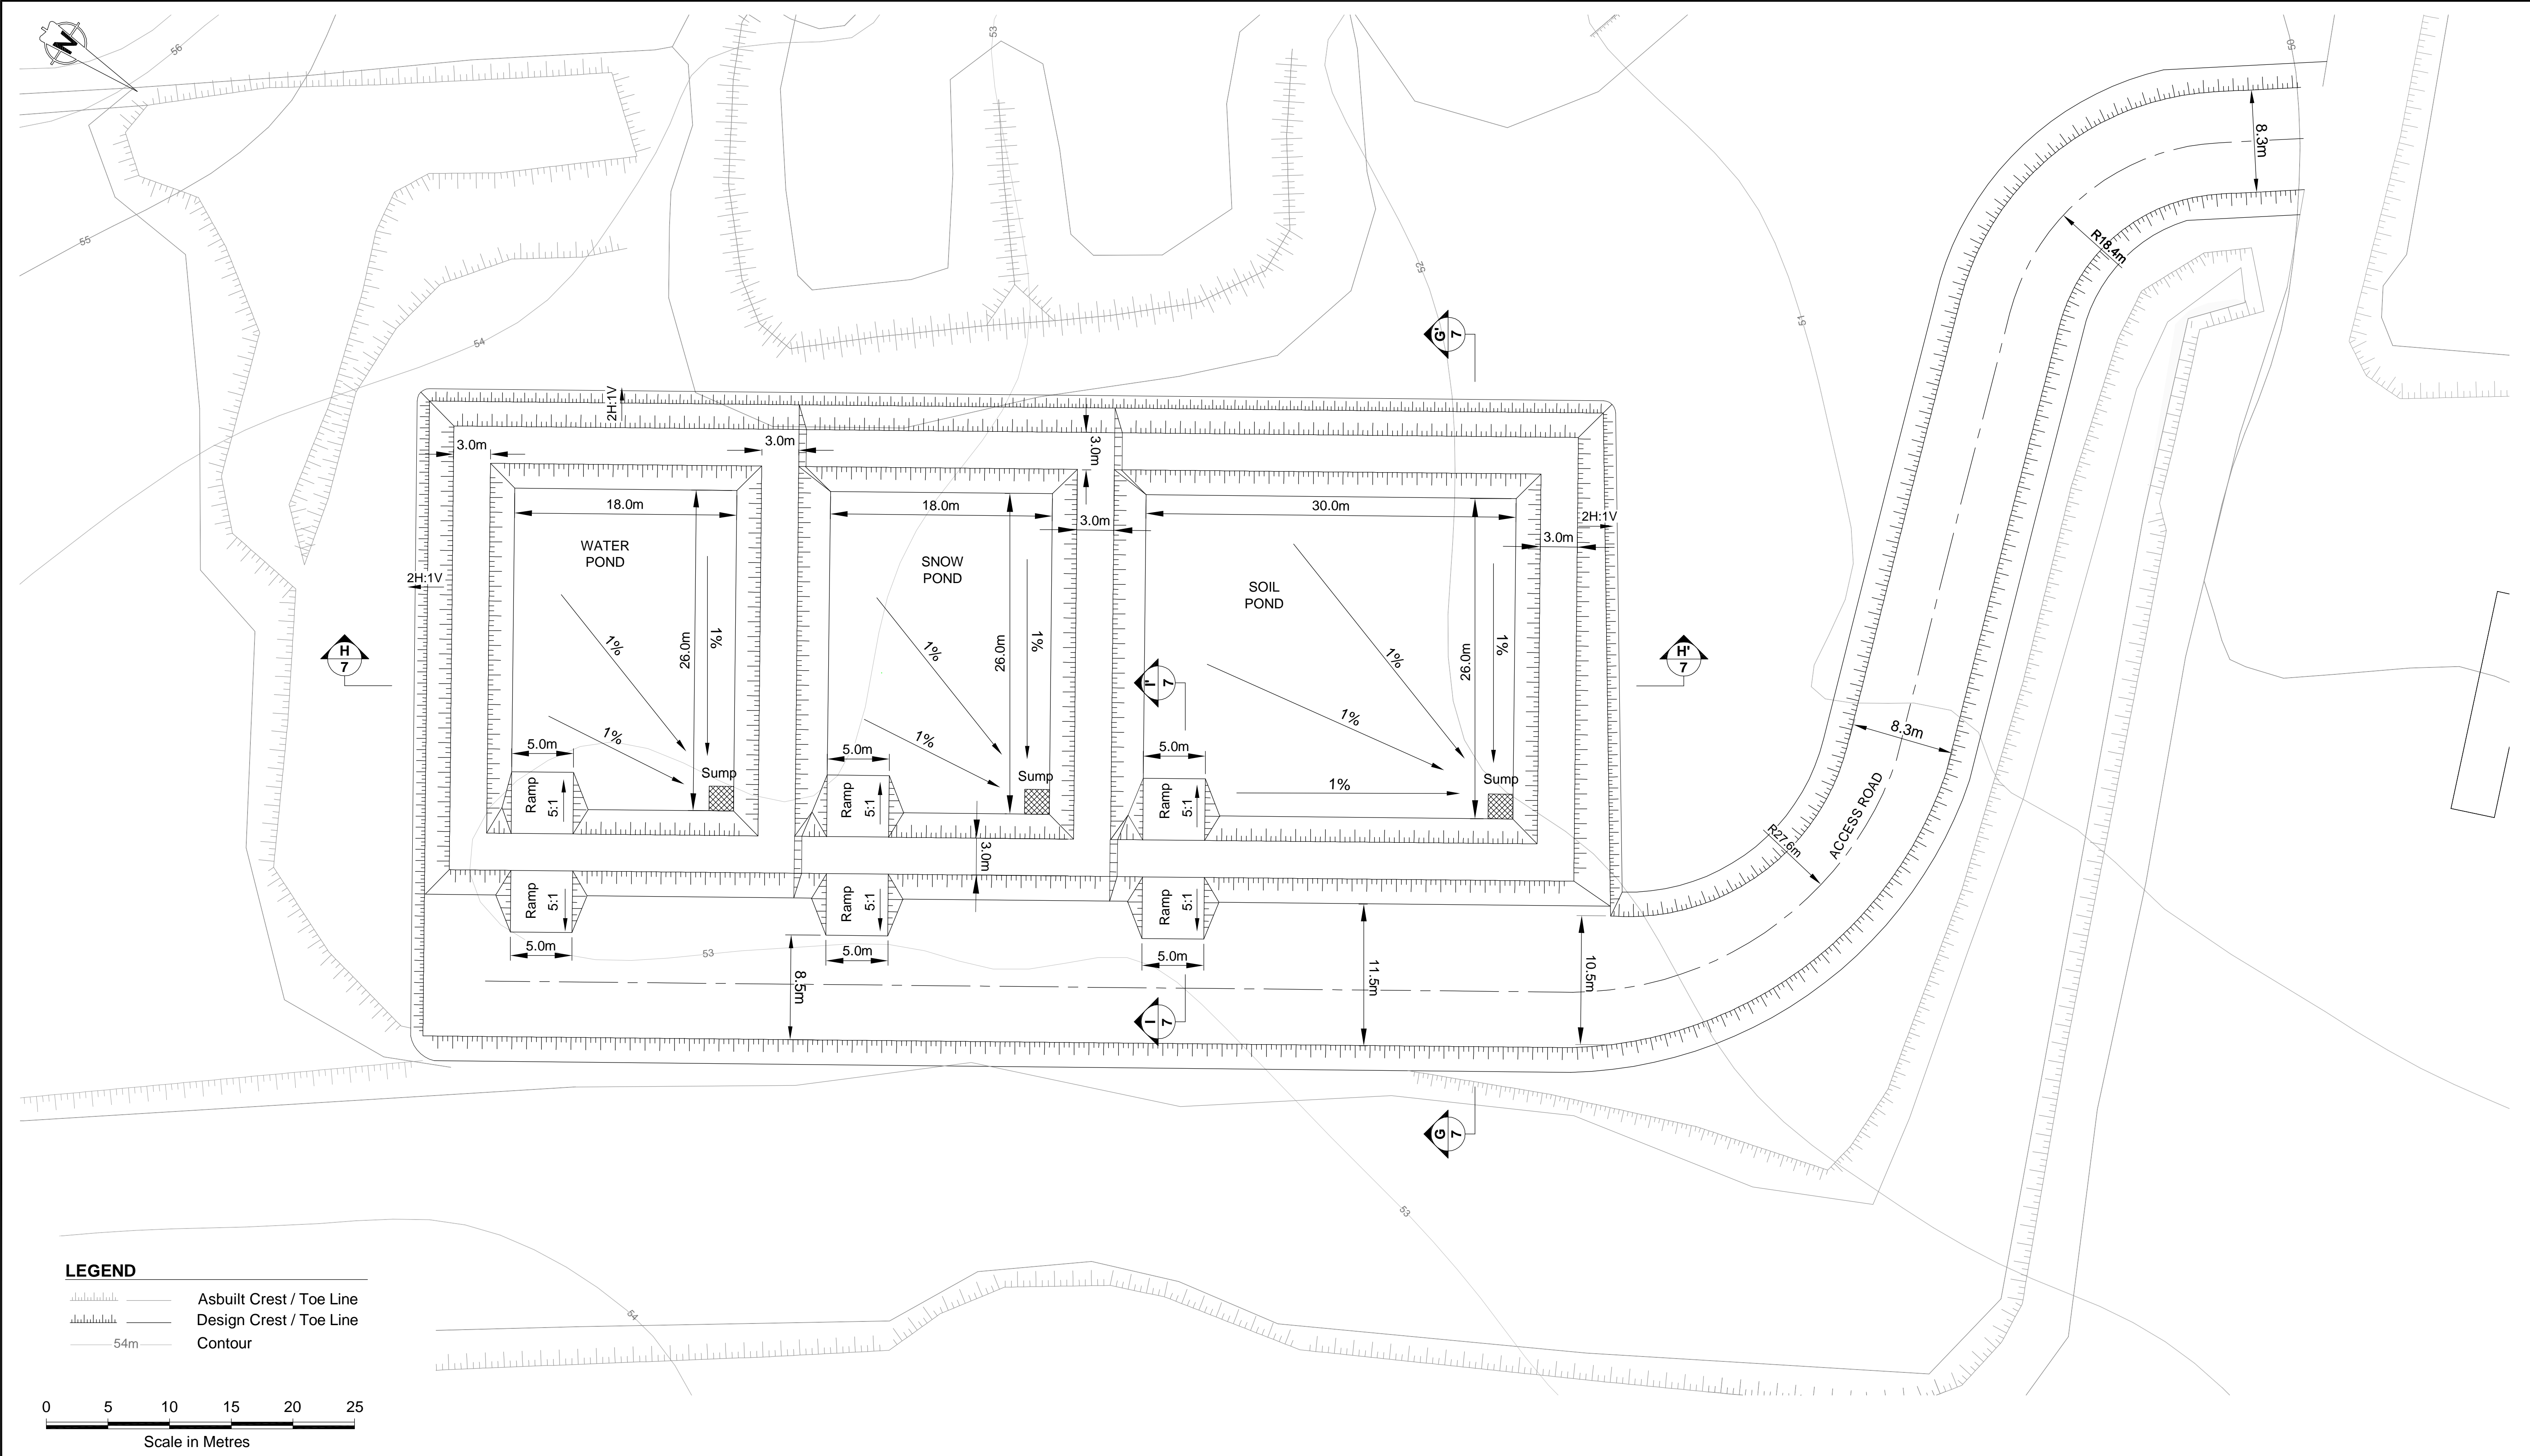 N
56
53
50
55
54
52
51
G'
7
8.3m
R18.4m
2H:1V
3.0m
3.0m
3.0m
18.0m
18.0m
30.0m
3.0m
2H:1V
3.0m
WATER
POND
SNOW
POND
SOIL
POND
2H:1V
H
7
H'
7
1%
26.0m
1%
1%
26.0m
1%
I'
7
1%
26.0m
1%
1%
1%
1%
1%
8.3m
ACCESS ROAD
R27.6m
5.0m
5.0m
5.0m
Sump
Sump
Sump
Ramp
5:1
Ramp
5:1
Ramp
5:1
3.0m
Ramp
5:1
Ramp
5:1
Ramp
5:1
5.0m
5.0m
5.0m
53
8.5m
11.5m
10.5m
I
7
G
7
53
54
LEGEND
Asbuilt Crest / Toe Line
Design Crest / Toe Line
54m Contour
0 5 10 15 20 25
Scale in Metres